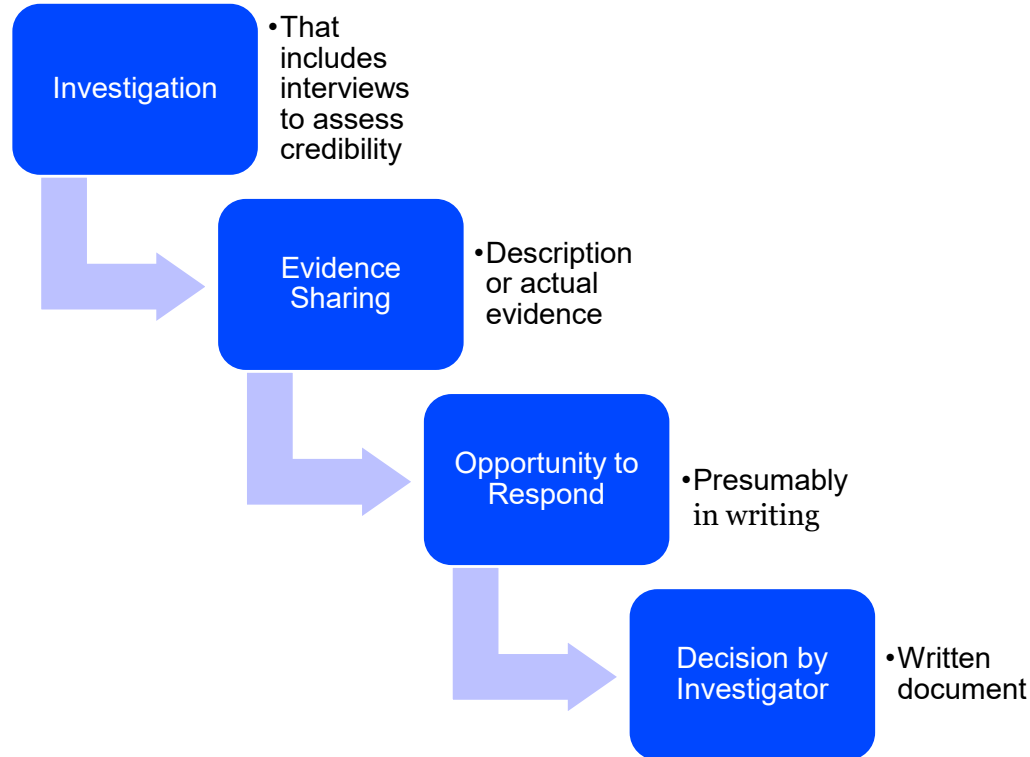 Investigation
•That
includes
interviews
to assess
credibility
Evidence
Sharing
•Description
or actual
evidence
Opportunity to
Respond
•Presumably
in writing
Decision by
Investigator
•Written
document